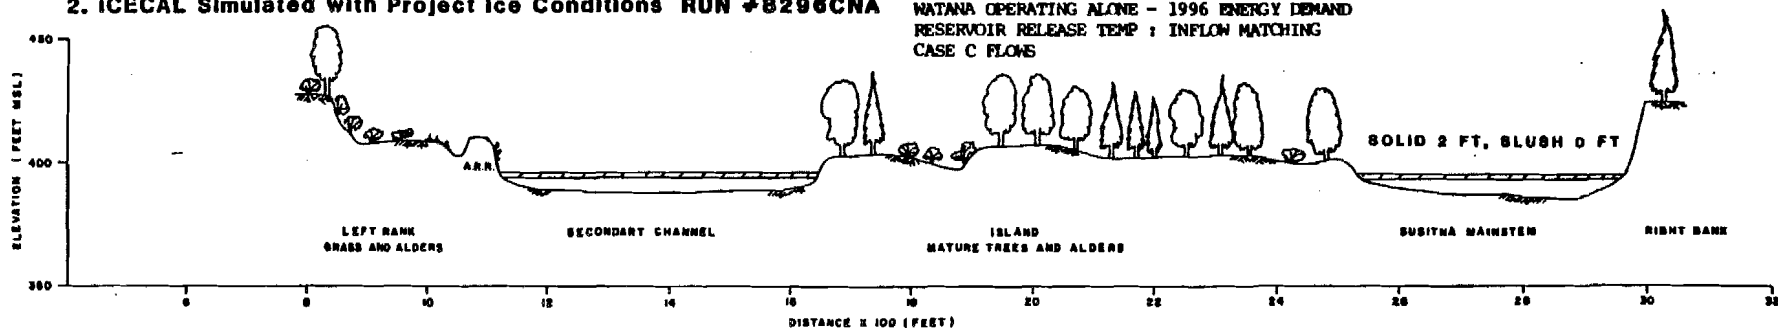 2. ICECAL Simulated with Project Ice Conditions RUN #8296CNA
WATANA OPERATING ALONE - 1996 ENERGY DEMAND
RESERVOIR RELEASE TEMP : INFLOW MATCHING
CASE C FLOWS
ELEVATION (FEET MSL)
450
400
350
A.R.R.
SOLID 2 FT, SLUSH 0 FT
LEFT BANK
GRASS AND ALDERS
SECONDARY CHANNEL
ISLAND
MATURE TREES AND ALDERS
SUSITNA MAINSTEM
RIGHT BANK
6 8 10 12 14 16 18 20 22 24 26 28 30 32
DISTANCE X 100 (FEET)